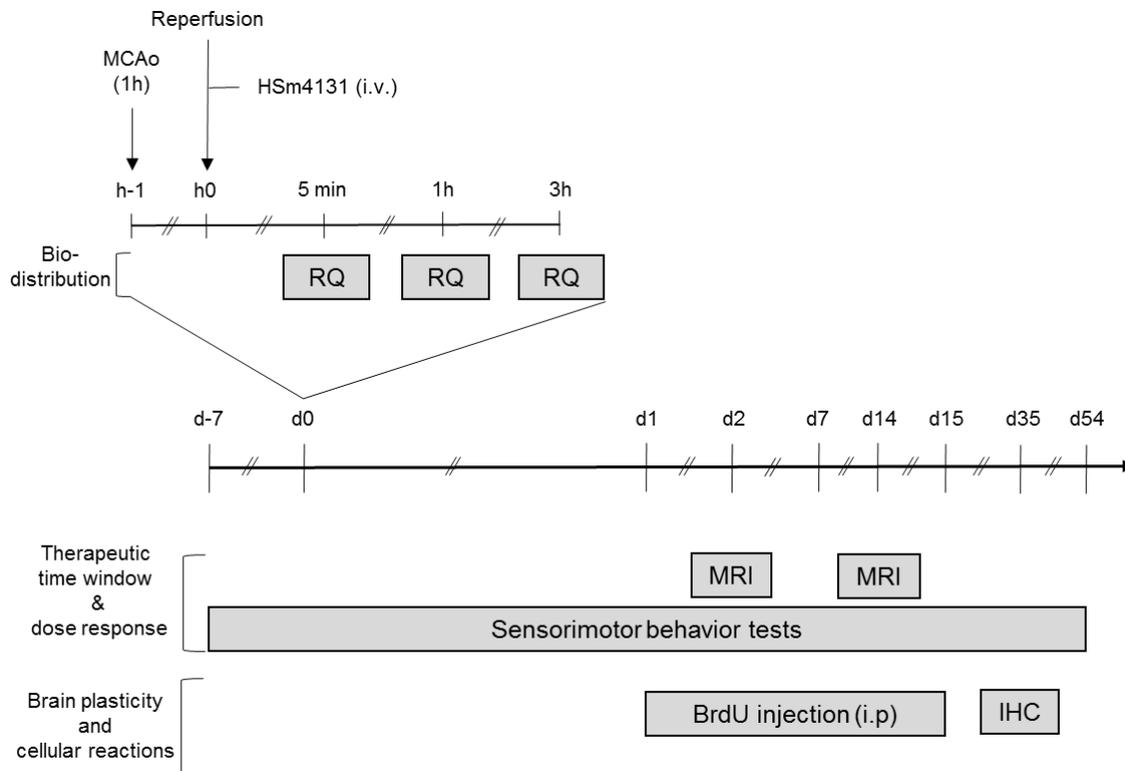 Reperfusion
MCAo
(1h)
HSm4131 (i.v.)
h-1 h0 5 min 1h 3h
Bio-
distribution
RQ RQ RQ
d-7 d0 d1 d2 d7 d14 d15 d35 d54
Therapeutic
time window
&
dose response
MRI MRI
Sensorimotor behavior tests
Brain plasticity
and
cellular reactions
BrdU injection (i.p)
IHC